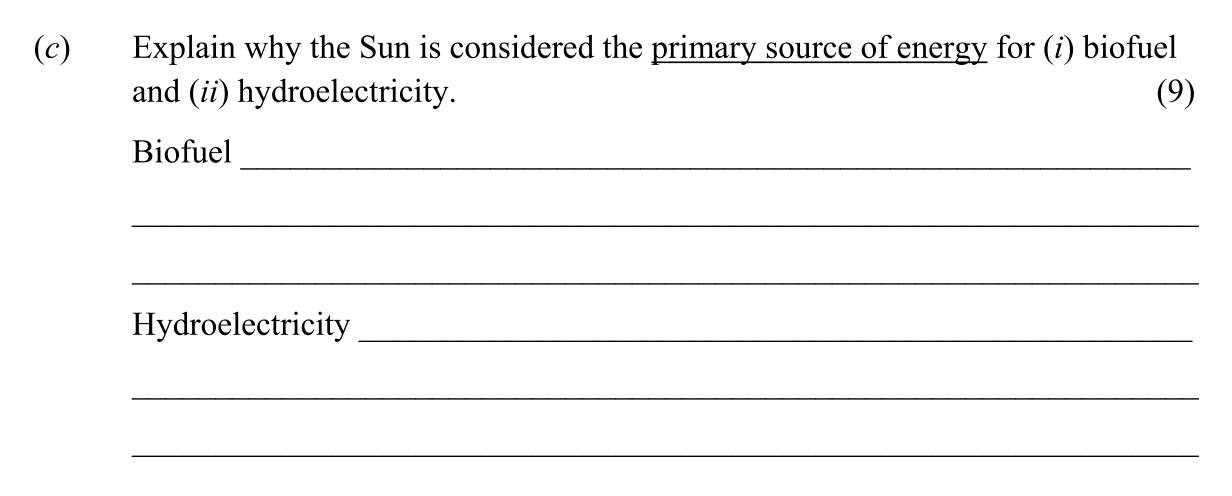 (c) Explain why the Sun is considered the primary source of energy for (i) biofuel
and (ii) hydroelectricity. (9)
Biofuel
Hydroelectricity